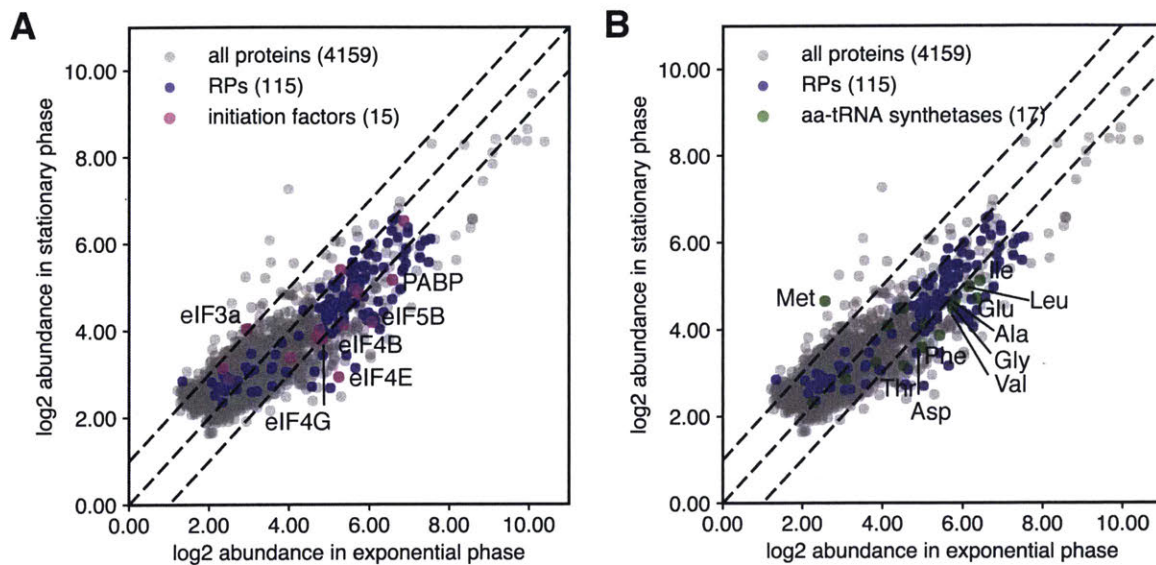 A
all proteins (4159)
RPs (115)
initiation factors (15)
log2 abundance in stationary phase
10.00
8.00
6.00
4.00
2.00
0.00
eIF3a
PABP
eIF5B
eIF4B
eIF4E
eIF4G
0.00 2.00 4.00 6.00 8.00 10.00
log2 abundance in exponential phase
B
all proteins (4159)
RPs (115)
aa-tRNA synthetases (17)
log2 abundance in stationary phase
10.00
8.00
6.00
4.00
2.00
0.00
Met
Ile
Leu
Glu
Ala
Phe
Gly
Val
Thr
Asp
0.00 2.00 4.00 6.00 8.00 10.00
log2 abundance in exponential phase